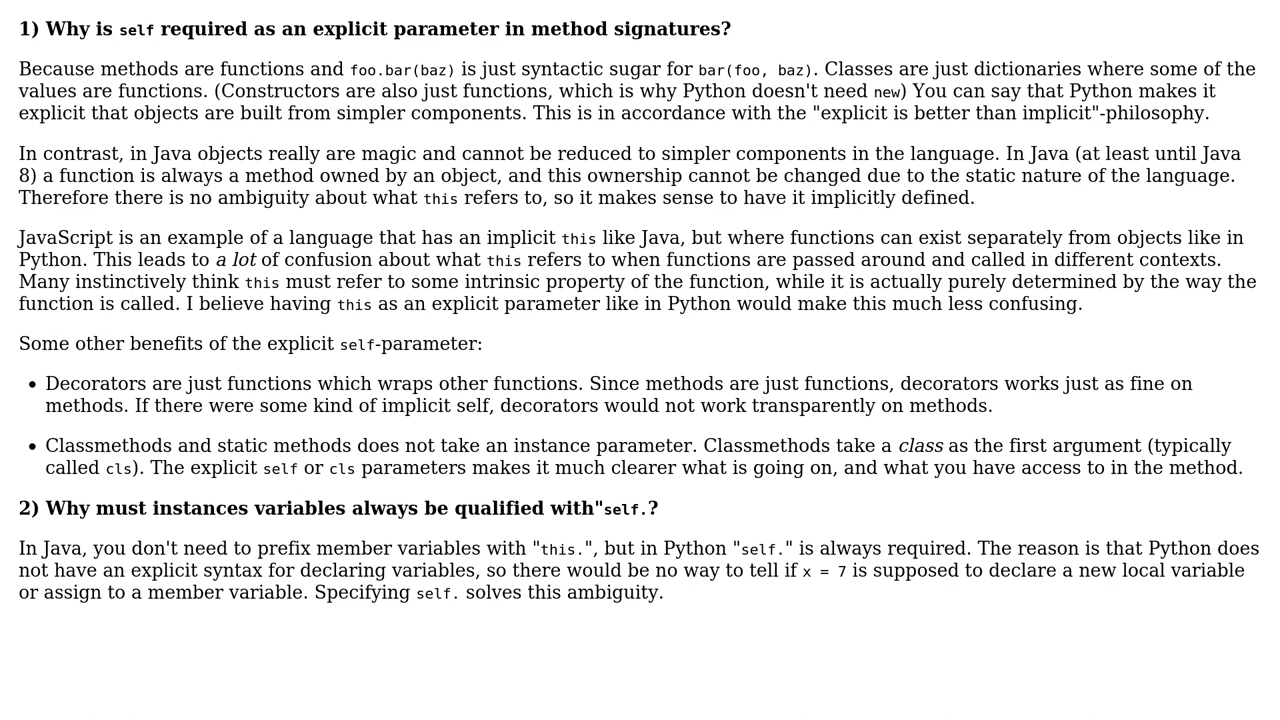 1) Why is self required as an explicit parameter in method signatures?
Because methods are functions and foo.bar(baz) is just syntactic sugar for bar(foo, baz). Classes are just dictionaries where some of the
values are functions. (Constructors are also just functions, which is why Python doesn't need new) You can say that Python makes it
explicit that objects are built from simpler components. This is in accordance with the "explicit is better than implicit"-philosophy.
In contrast, in Java objects really are magic and cannot be reduced to simpler components in the language. In Java (at least until Java
8) a function is always a method owned by an object, and this ownership cannot be changed due to the static nature of the language.
Therefore there is no ambiguity about what this refers to, so it makes sense to have it implicitly defined.
JavaScript is an example of a language that has an implicit this like Java, but where functions can exist separately from objects like in
Python. This leads to a lot of confusion about what this refers to when functions are passed around and called in different contexts.
Many instinctively think this must refer to some intrinsic property of the function, while it is actually purely determined by the way the
function is called. I believe having this as an explicit parameter like in Python would make this much less confusing.
Some other benefits of the explicit self-parameter:
• Decorators are just functions which wraps other functions. Since methods are just functions, decorators works just as fine on
methods. If there were some kind of implicit self, decorators would not work transparently on methods.
• Classmethods and static methods does not take an instance parameter. Classmethods take a class as the first argument (typically
called cls). The explicit self or cls parameters makes it much clearer what is going on, and what you have access to in the method.
2) Why must instances variables always be qualified with"self.?
In Java, you don't need to prefix member variables with "this.", but in Python "self." is always required. The reason is that Python does
not have an explicit syntax for declaring variables, so there would be no way to tell if x = 7 is supposed to declare a new local variable
or assign to a member variable. Specifying self. solves this ambiguity.